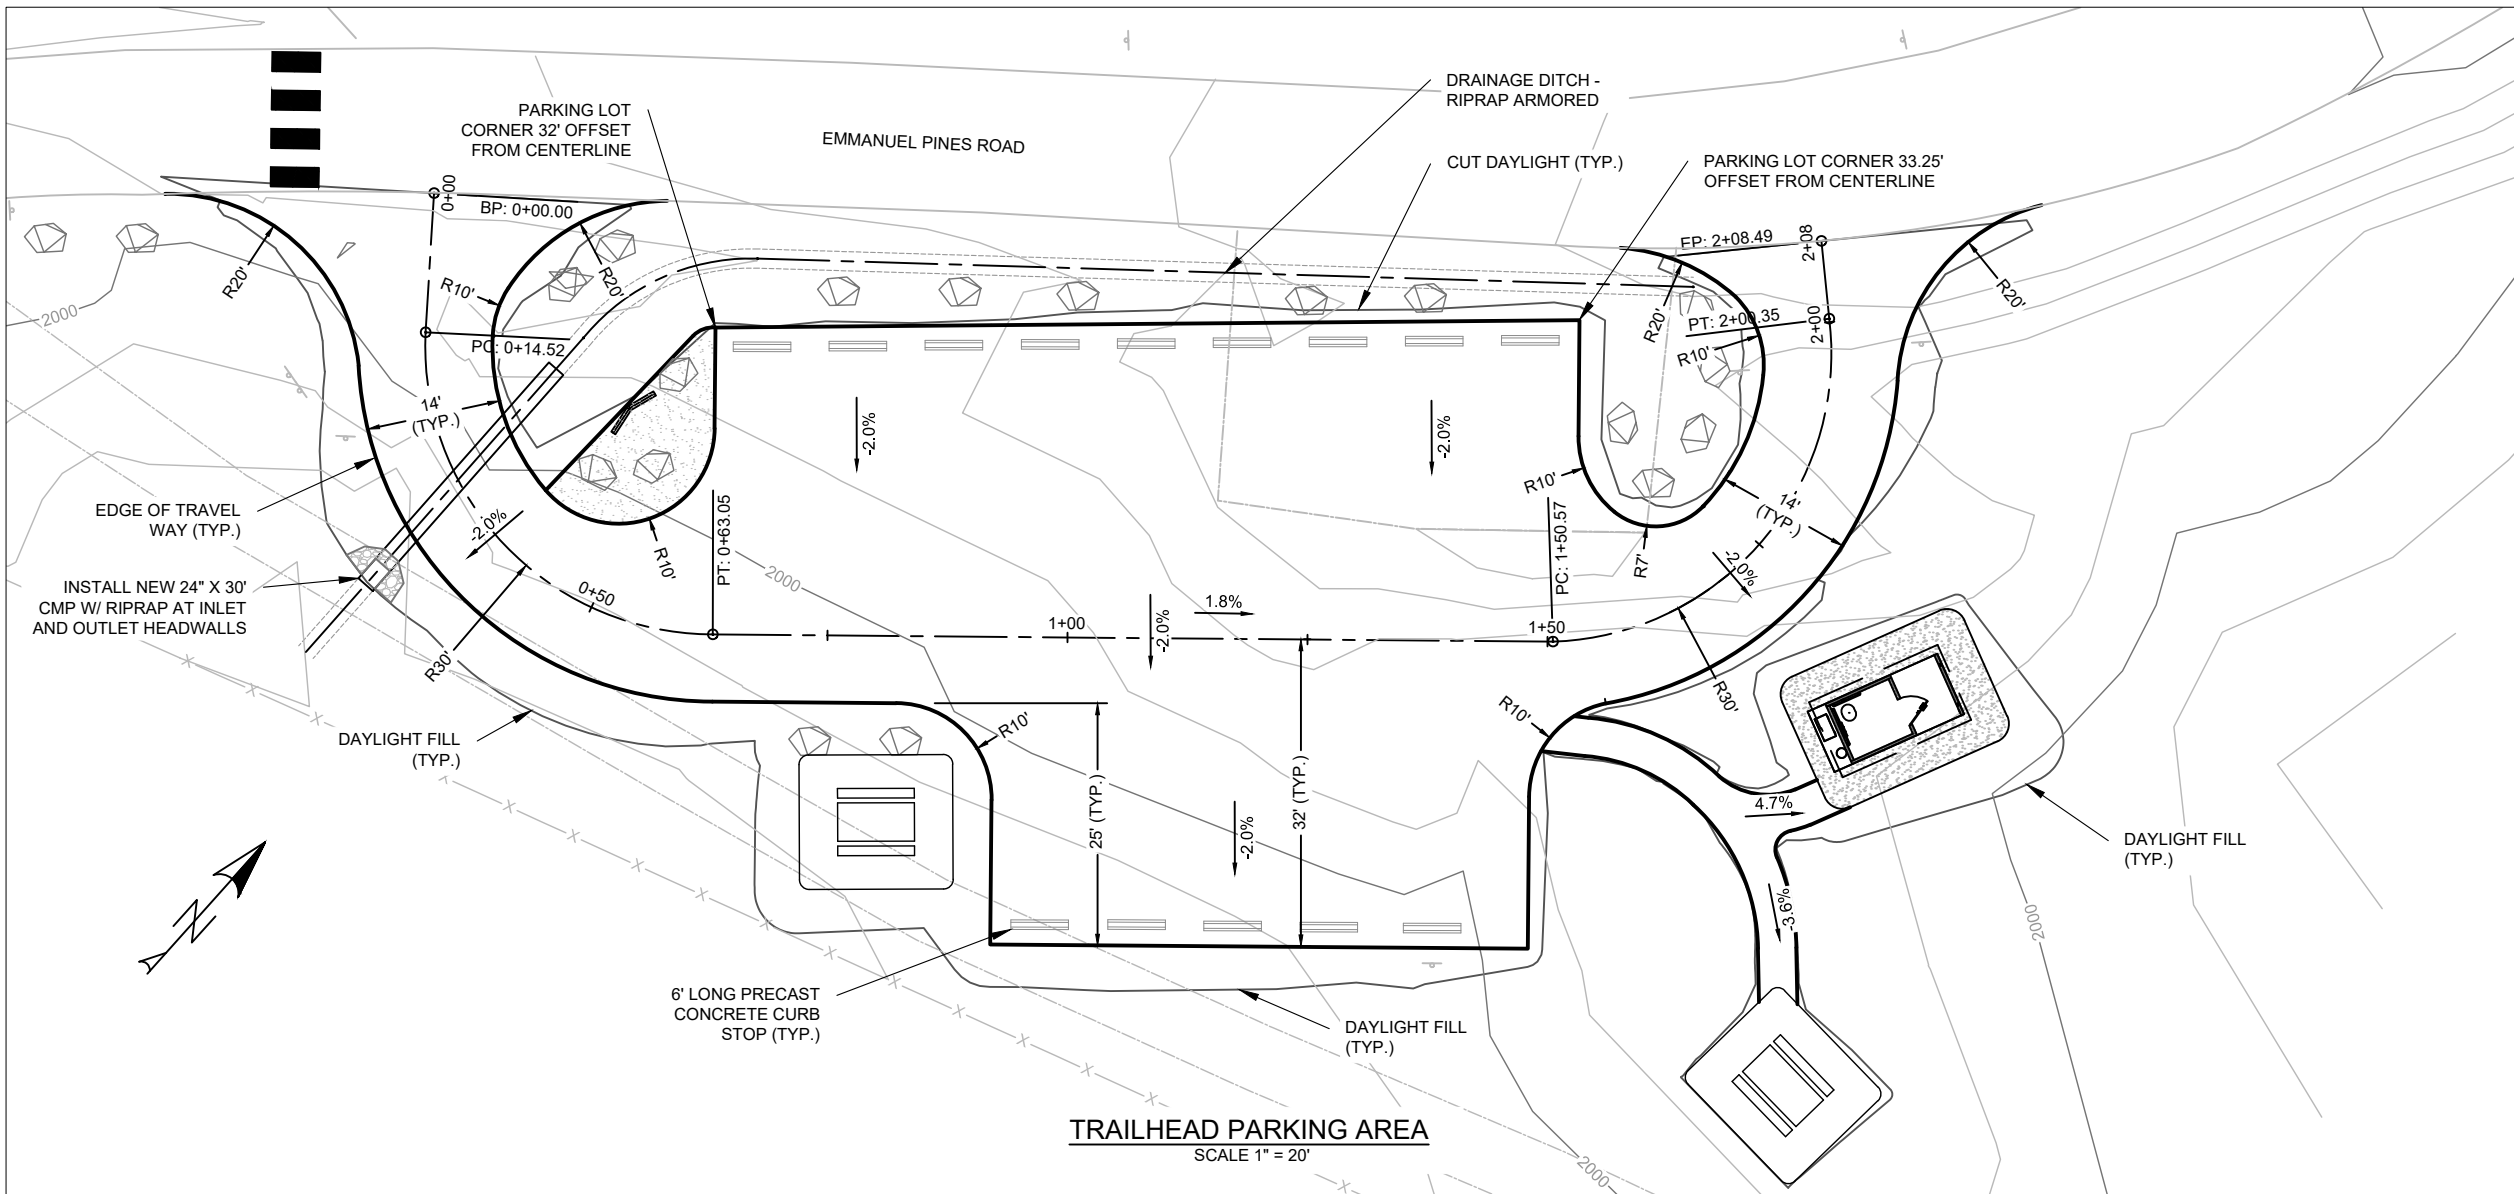 DRAINAGE DITCH -
RIPRAP ARMORED
PARKING LOT
CORNER 32' OFFSET
FROM CENTERLINE
EMMANUEL PINES ROAD
CUT DAYLIGHT (TYP.)
PARKING LOT CORNER 33.25'
OFFSET FROM CENTERLINE
0+00
BP: 0+00.00
EP: 2+08.49
2+08
R20'
R10'
R20'
R20'
R20'
2000
PC: 0+14.52
PT: 2+00.35
2+00
R10'
14'
(TYP.)
-2.0%
-2.0%
R10'
14'
(TYP.)
EDGE OF TRAVEL
WAY (TYP.)
-2.0%
R10'
PT: 0+63.05
2000
PC: 1+50.57
R7'
-2.0%
INSTALL NEW 24" X 30'
CMP W/ RIPRAP AT INLET
AND OUTLET HEADWALLS
0+50
1+00
-2.0%
1.8%
1+50
R30'
R30'
R10'
R10'
DAYLIGHT FILL
(TYP.)
25' (TYP.)
32' (TYP.)
-2.0%
4.7%
DAYLIGHT FILL
(TYP.)
-3.6%
2000
6' LONG PRECAST
CONCRETE CURB
STOP (TYP.)
DAYLIGHT FILL
(TYP.)
TRAILHEAD PARKING AREA
SCALE 1" = 20'
2000